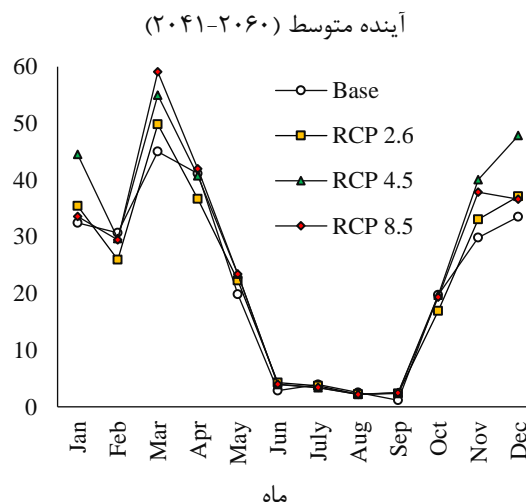 آینده متوسط (۲۰۴۱-۲۰۶۰)
60
50
40
30
20
10
0
Base
RCP 2.6
RCP 4.5
RCP 8.5
Jan
Feb
Mar
Apr
May
Jun
July
Aug
Sep
Oct
Nov
Dec
ماه